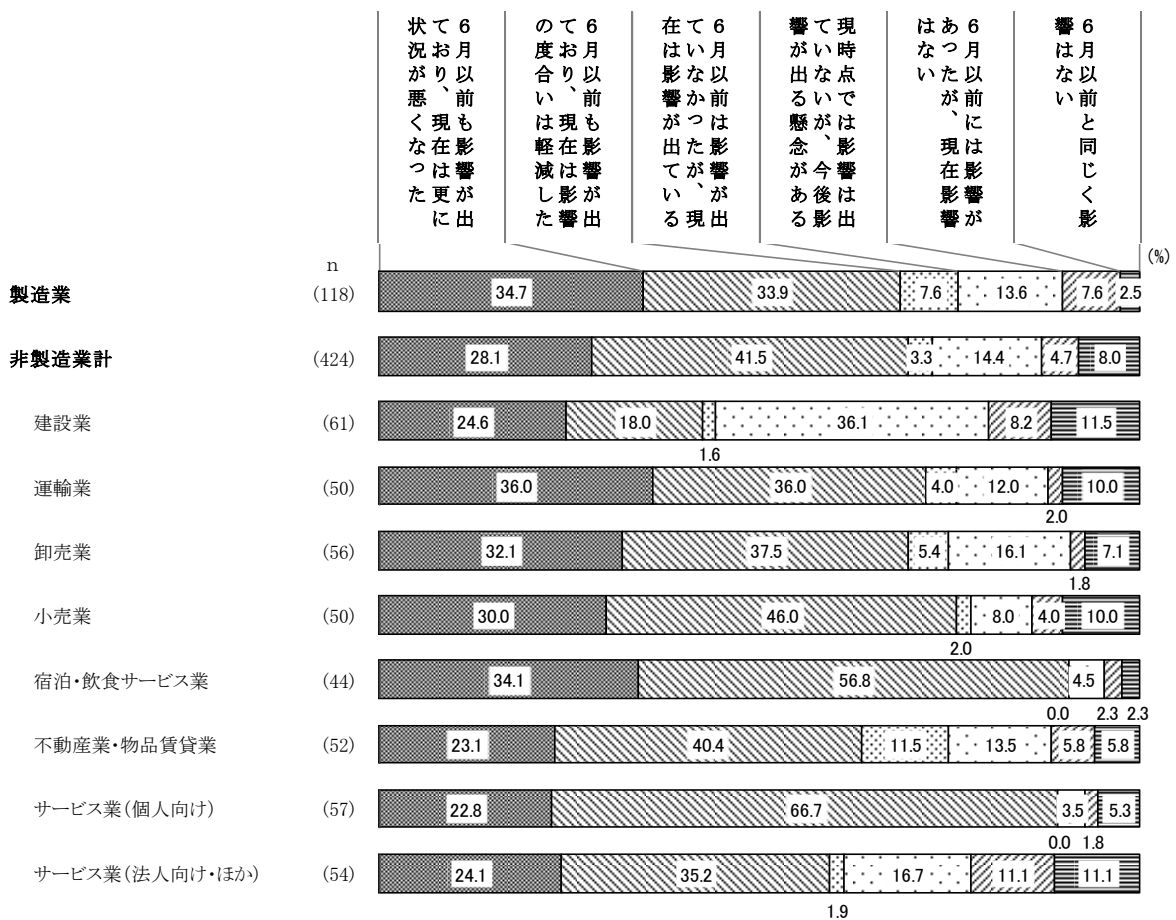 ６月以前も影響が出
ており、現在は更に
状況が悪くなった
６月以前も影響が出
ており、現在は影響
の度合いは軽減した
６月以前は影響が出
ていなかったが、現
在は影響が出ている
現時点では影響は出
ていないが、今後影
響が出る懸念がある
６月以前には影響が
あったが、現在影響
はない
６月以前と同じく影
響はない
(%)
n
製造業 (118) 34.7 33.9 7.6 13.6 7.6 2.5
非製造業計 (424) 28.1 41.5 3.3 14.4 4.7 8.0
建設業 (61) 24.6 18.0 36.1 8.2 11.5
1.6
運輸業 (50) 36.0 36.0 4.0 12.0 10.0
2.0
卸売業 (56) 32.1 37.5 5.4 16.1 7.1
1.8
小売業 (50) 30.0 46.0 8.0 4.0 10.0
2.0
宿泊・飲食サービス業 (44) 34.1 56.8 4.5
0.0 2.3 2.3
不動産業・物品賃貸業 (52) 23.1 40.4 11.5 13.5 5.8 5.8
サービス業(個人向け) (57) 22.8 66.7 3.5 5.3
0.0 1.8
サービス業(法人向け・ほか) (54) 24.1 35.2 16.7 11.1 11.1
1.9